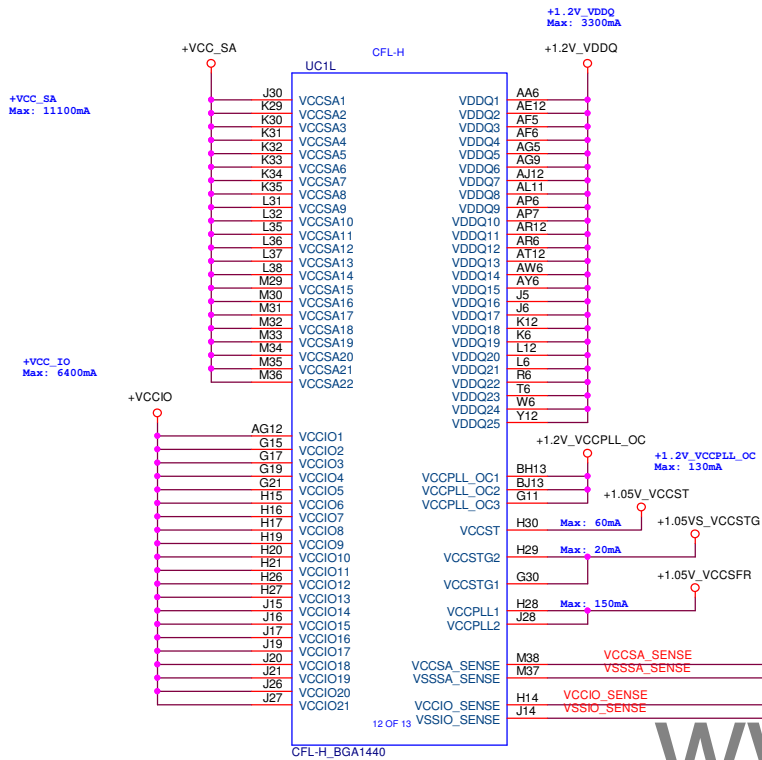 +1.2V_VDDQ
Max: 3300mA
+VCC_SA
CFL-H
+1.2V_VDDQ
UC1L
+VCC_SA
Max: 11100mA
J30 VCCSA1 VDDQ1 AA6
K29 VCCSA2 VDDQ2 AE12
K30 VCCSA3 VDDQ3 AF5
K31 VCCSA4 VDDQ4 AF6
K32 VCCSA5 VDDQ5 AG5
K33 VCCSA6 VDDQ6 AG9
K34 VCCSA7 VDDQ7 AJ12
K35 VCCSA8 VDDQ8 AL11
L31 VCCSA9 VDDQ9 AP6
L32 VCCSA10 VDDQ10 AP7
L35 VCCSA11 VDDQ11 AR12
L36 VCCSA12 VDDQ12 AR6
L37 VCCSA13 VDDQ13 AT12
L38 VCCSA14 VDDQ14 AW6
M29 VCCSA15 VDDQ15 AY6
M30 VCCSA16 VDDQ16 J5
M31 VCCSA17 VDDQ17 J6
M32 VCCSA18 VDDQ18 K12
M33 VCCSA19 VDDQ19 K6
M34 VCCSA20 VDDQ20 L12
M35 VCCSA21 VDDQ21 L6
M36 VCCSA22 VDDQ22 R6
VDDQ23 T6
VDDQ24 W6
VDDQ25 Y12
+VCC_IO
Max: 6400mA
+VCCIO
AG12 VCCIO1
G15 VCCIO2
G17 VCCIO3
G19 VCCIO4
G21 VCCIO5
H15 VCCIO6
H16 VCCIO7
H17 VCCIO8
H19 VCCIO9
H20 VCCIO10
H21 VCCIO11
H26 VCCIO12
H27 VCCIO13
J15 VCCIO14
J16 VCCIO15
J17 VCCIO16
J19 VCCIO17
J20 VCCIO18
J21 VCCIO19
J26 VCCIO20
J27 VCCIO21
+1.2V_VCCPLL_OC
+1.2V_VCCPLL_OC
Max: 130mA
VCCPLL_OC1 BH13
VCCPLL_OC2 BJ13
VCCPLL_OC3 G11
+1.05V_VCCST
VCCST H30 Max: 60mA
+1.05VS_VCCSTG
VCCSTG2 H29 Max: 20mA
VCCSTG1 G30
+1.05V_VCCSFR
VCCPLL1 H28 Max: 150mA
VCCPLL2 J28
VCCSA_SENSE M38 VCCSA_SENSE
VSSSA_SENSE M37 VSSSA_SENSE
VCCIO_SENSE H14 VCCIO_SENSE
VSSIO_SENSE J14 VSSIO_SENSE
12 OF 13
CFL-H_BGA1440